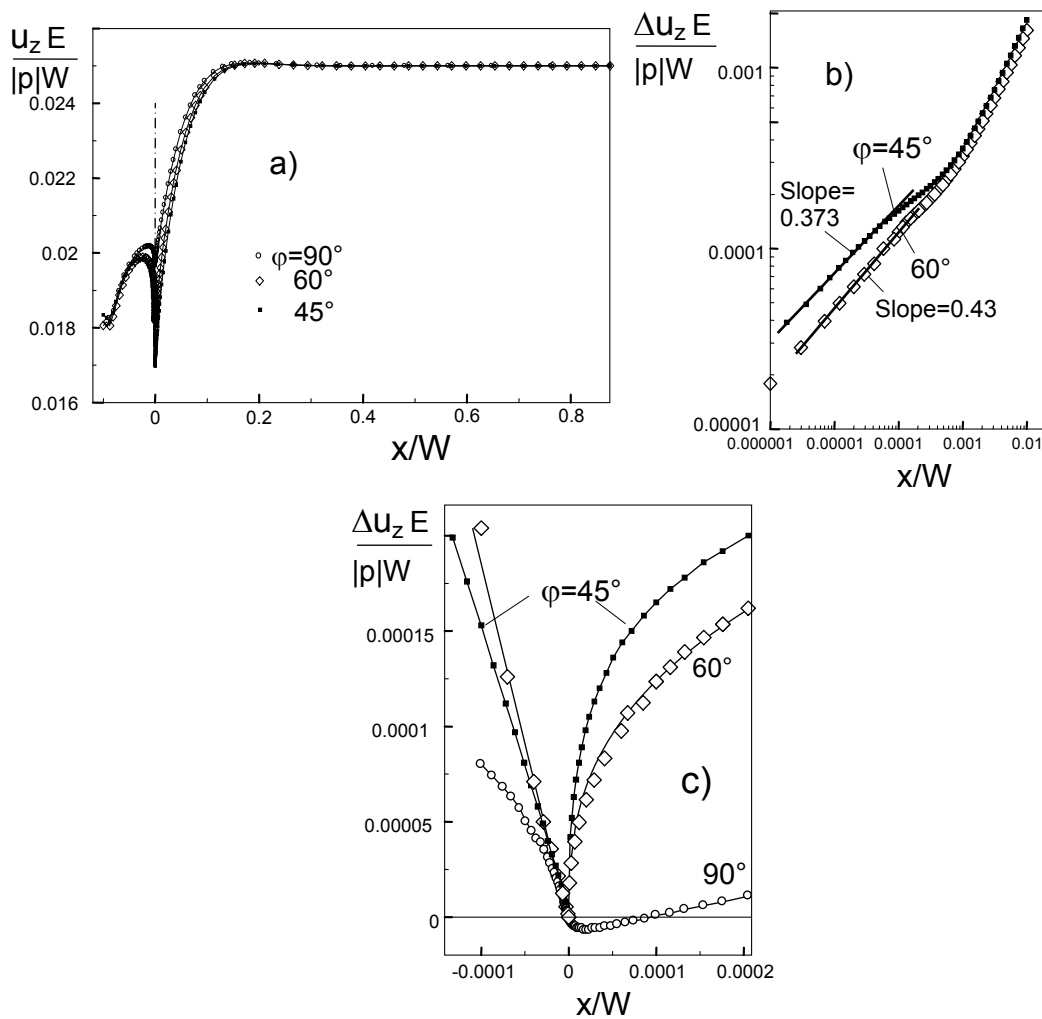 u_z E
|p|W
0.024
0.022
0.02
0.018
0.016
a)
φ=90°
60°
45°
0
0.2
0.4
0.6
0.8
x/W
Δu_z E
|p|W
0.001
0.0001
0.00001
b)
φ=45°
Slope=
0.373
60°
Slope=0.43
0.000001
0.00001
0.0001
0.001
0.01
x/W
Δu_z E
|p|W
0.00015
0.0001
0.00005
0
φ=45°
60°
c)
90°
-0.0001
0
0.0001
0.0002
x/W